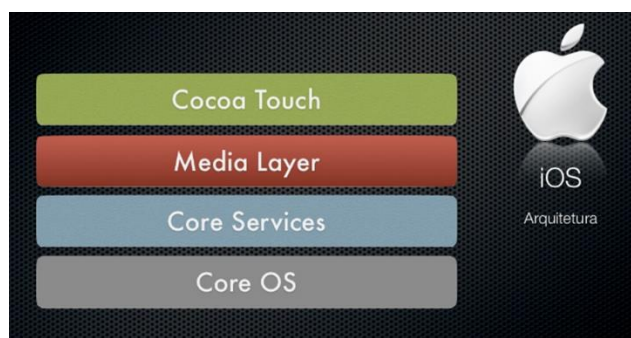 Cocoa Touch
Media Layer
Core Services
Core OS
iOS
Arquitetura